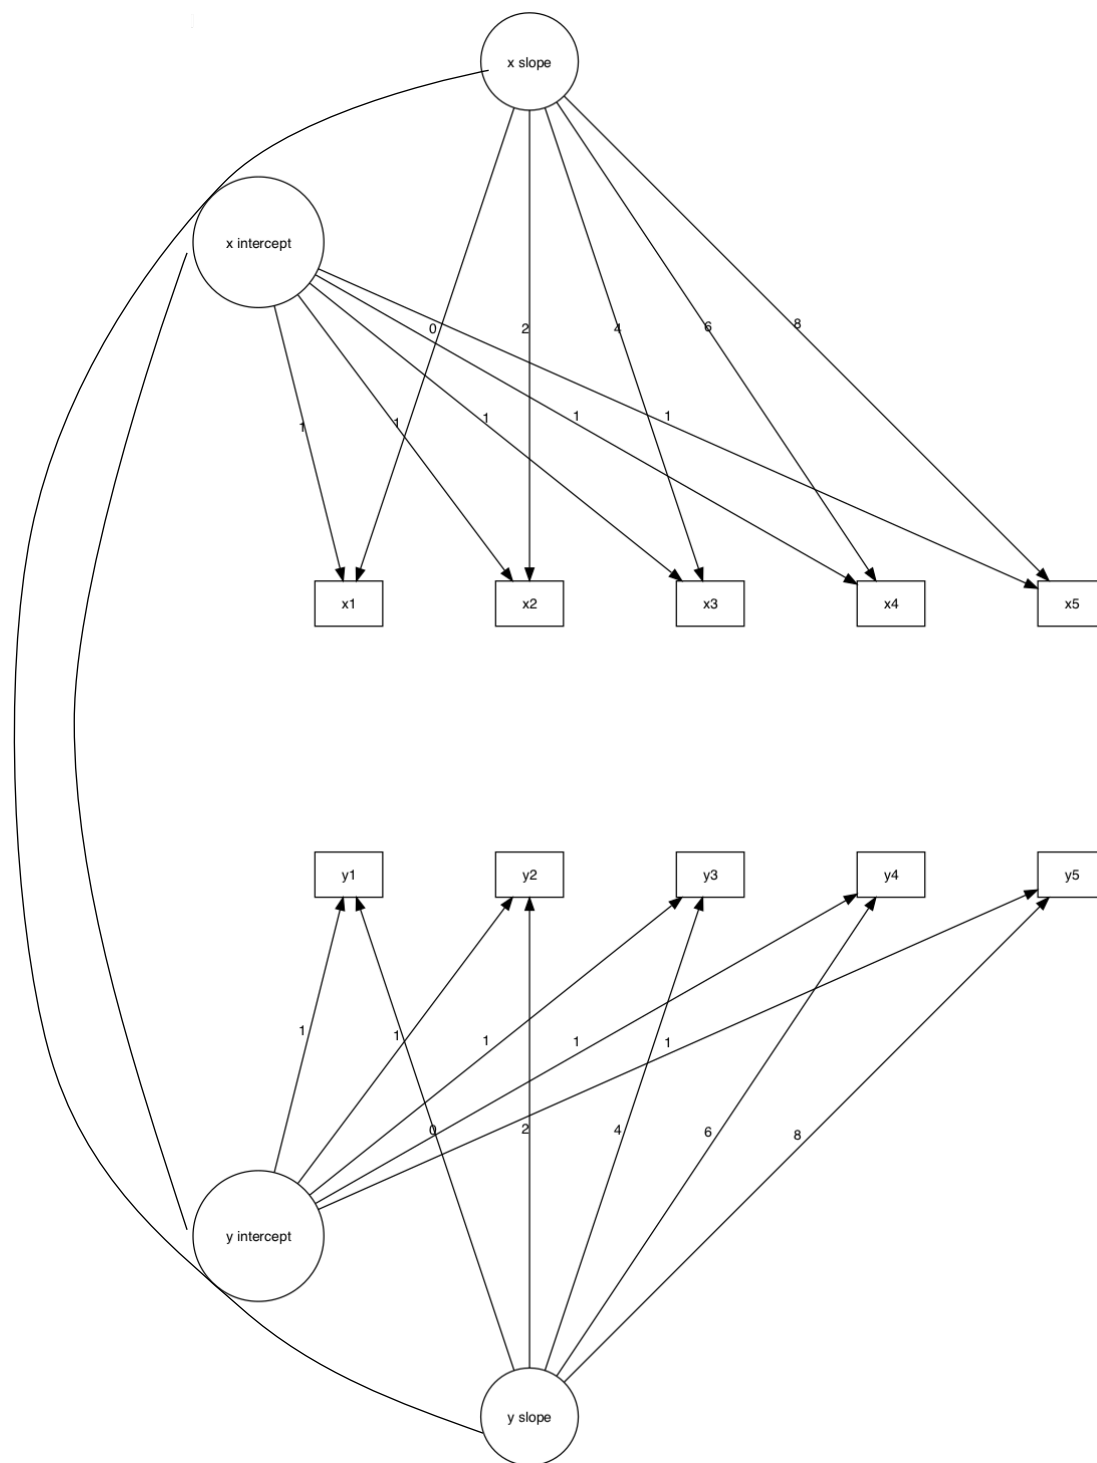 x slope
x intercept
0 2 4 6 8
1 1 1 1 1
x1 x2 x3 x4 x5
y1 y2 y3 y4 y5
1 1 1 1 1
0 2 4 6 8
y intercept
y slope